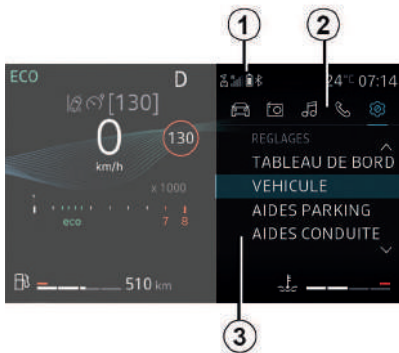 1
2
ECO
D
24°C 07:14
[130]
0
km/h
130
REGLAGES
TABLEAU DE BORD
VEHICULE
AIDES PARKING
AIDES CONDUITE
x 1000
eco
7 8
510 km
3